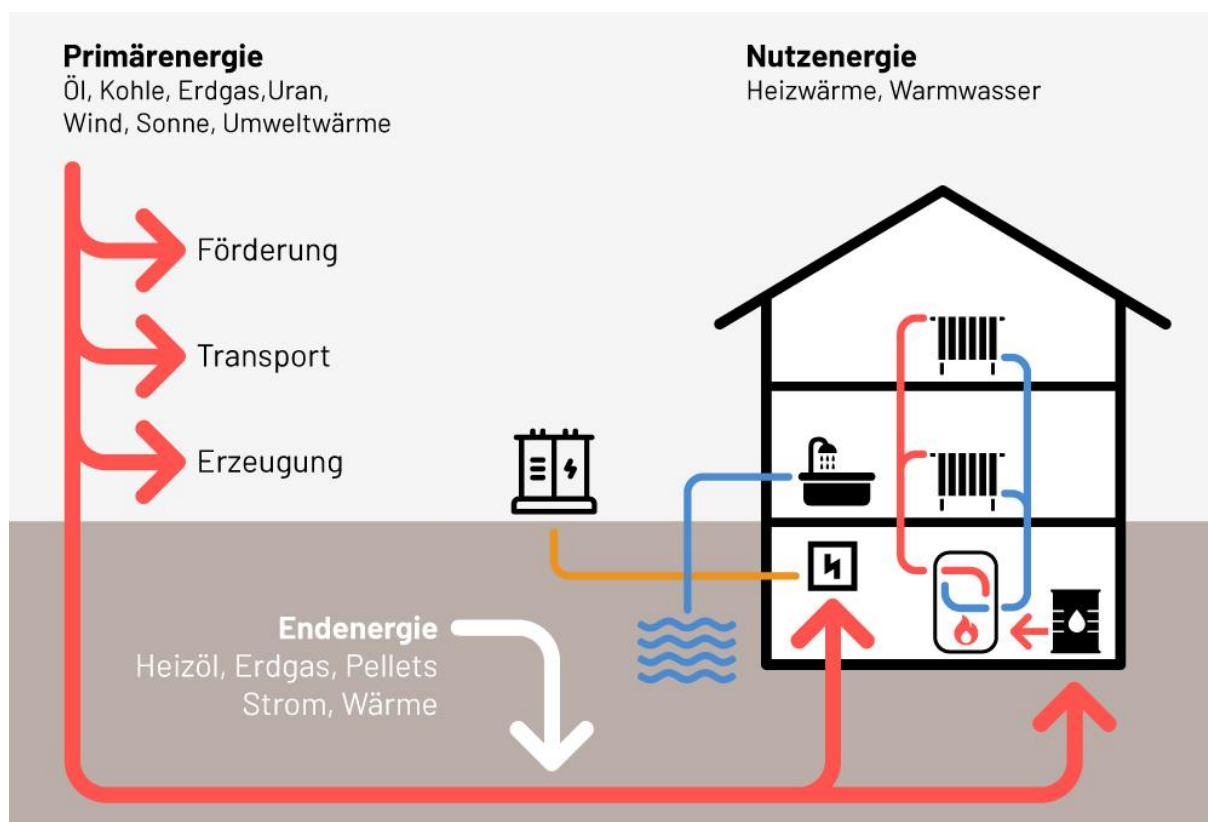 Primärenergie
Öl, Kohle, Erdgas,Uran,
Wind, Sonne, Umweltwärme
Nutzenergie
Heizwärme, Warmwasser
Förderung
Transport
Erzeugung
Endenergie
Heizöl, Erdgas, Pellets
Strom, Wärme